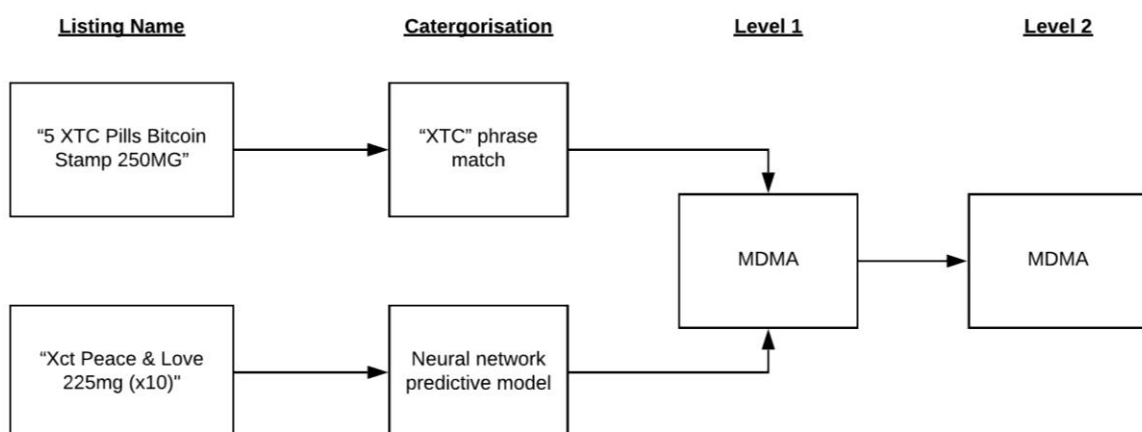 Listing Name
Catergorisation
Level 1
Level 2
“5 XTC Pills Bitcoin
Stamp 250MG”
“XTC” phrase
match
MDMA
MDMA
“Xct Peace & Love
225mg (x10)"
Neural network
predictive model